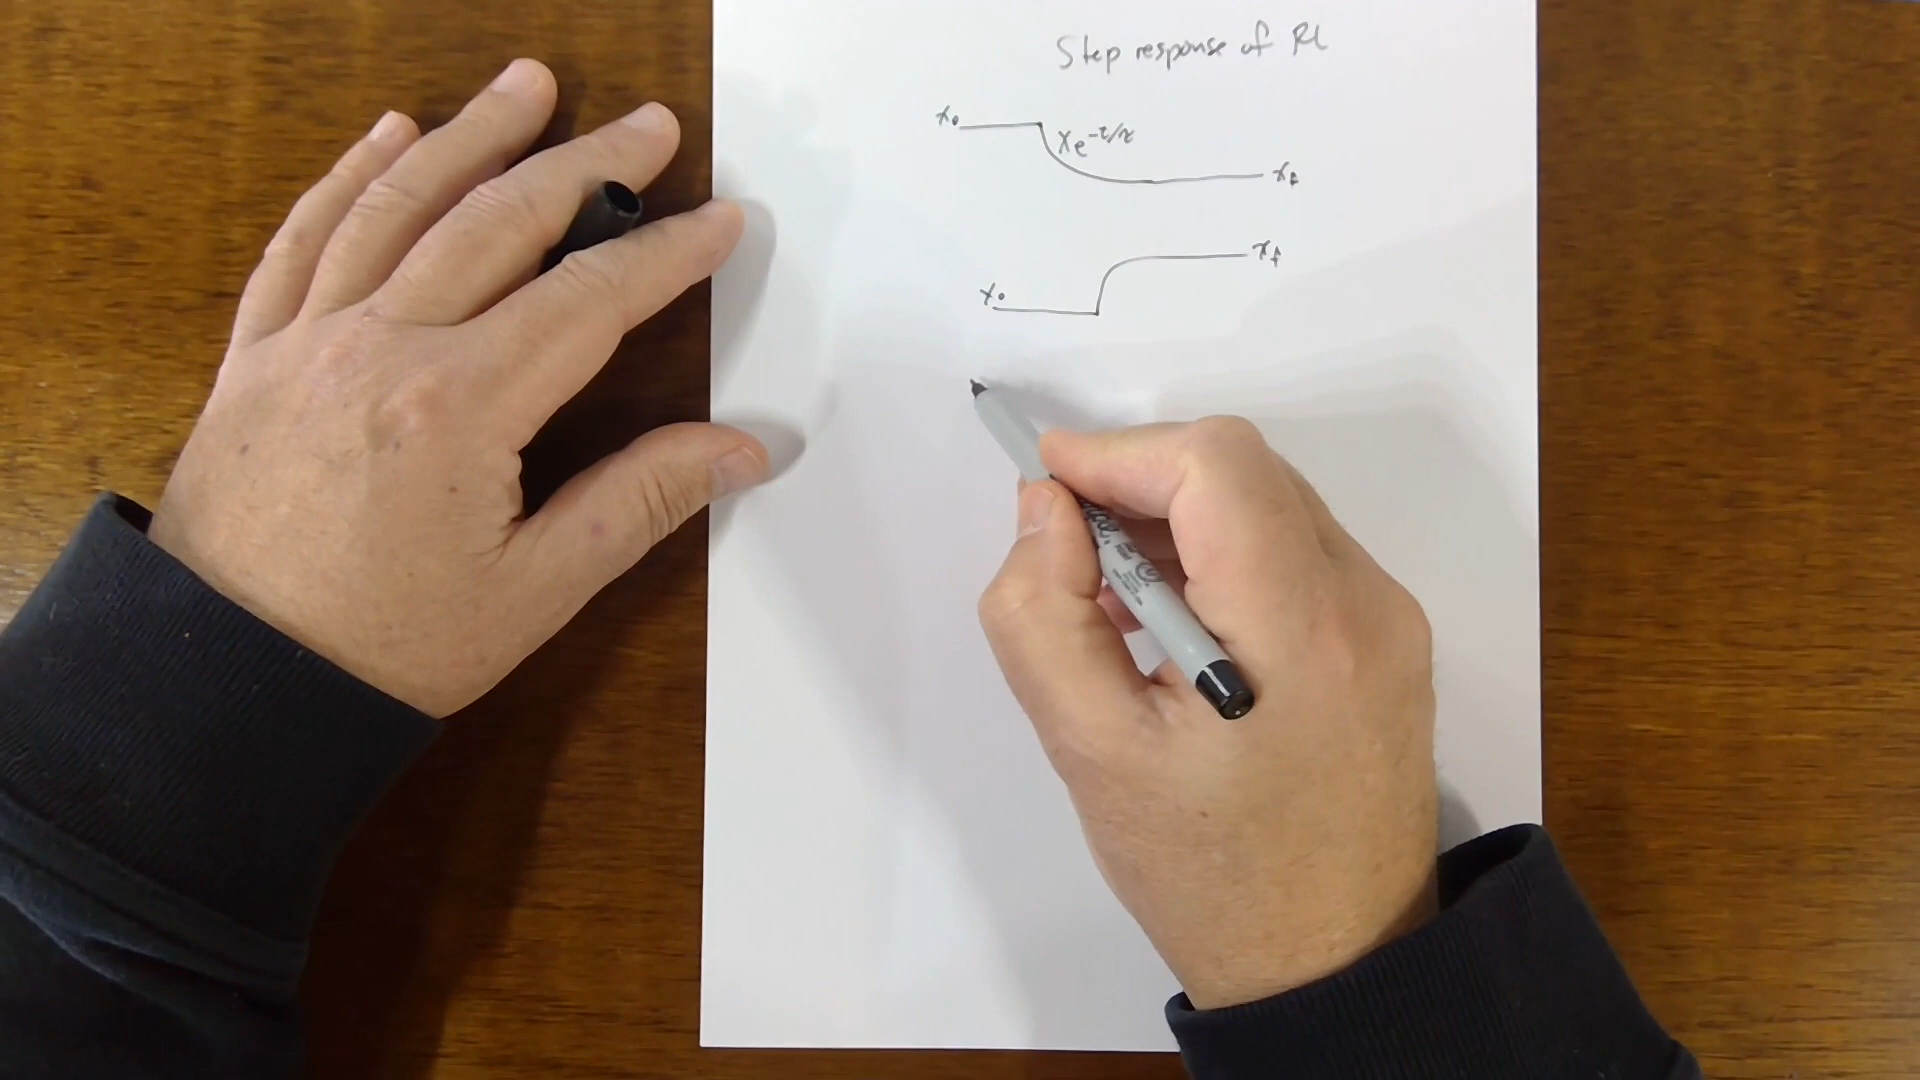 Step response of RL
x₀
Xe^-t/τ
x_f
x_f
x₀